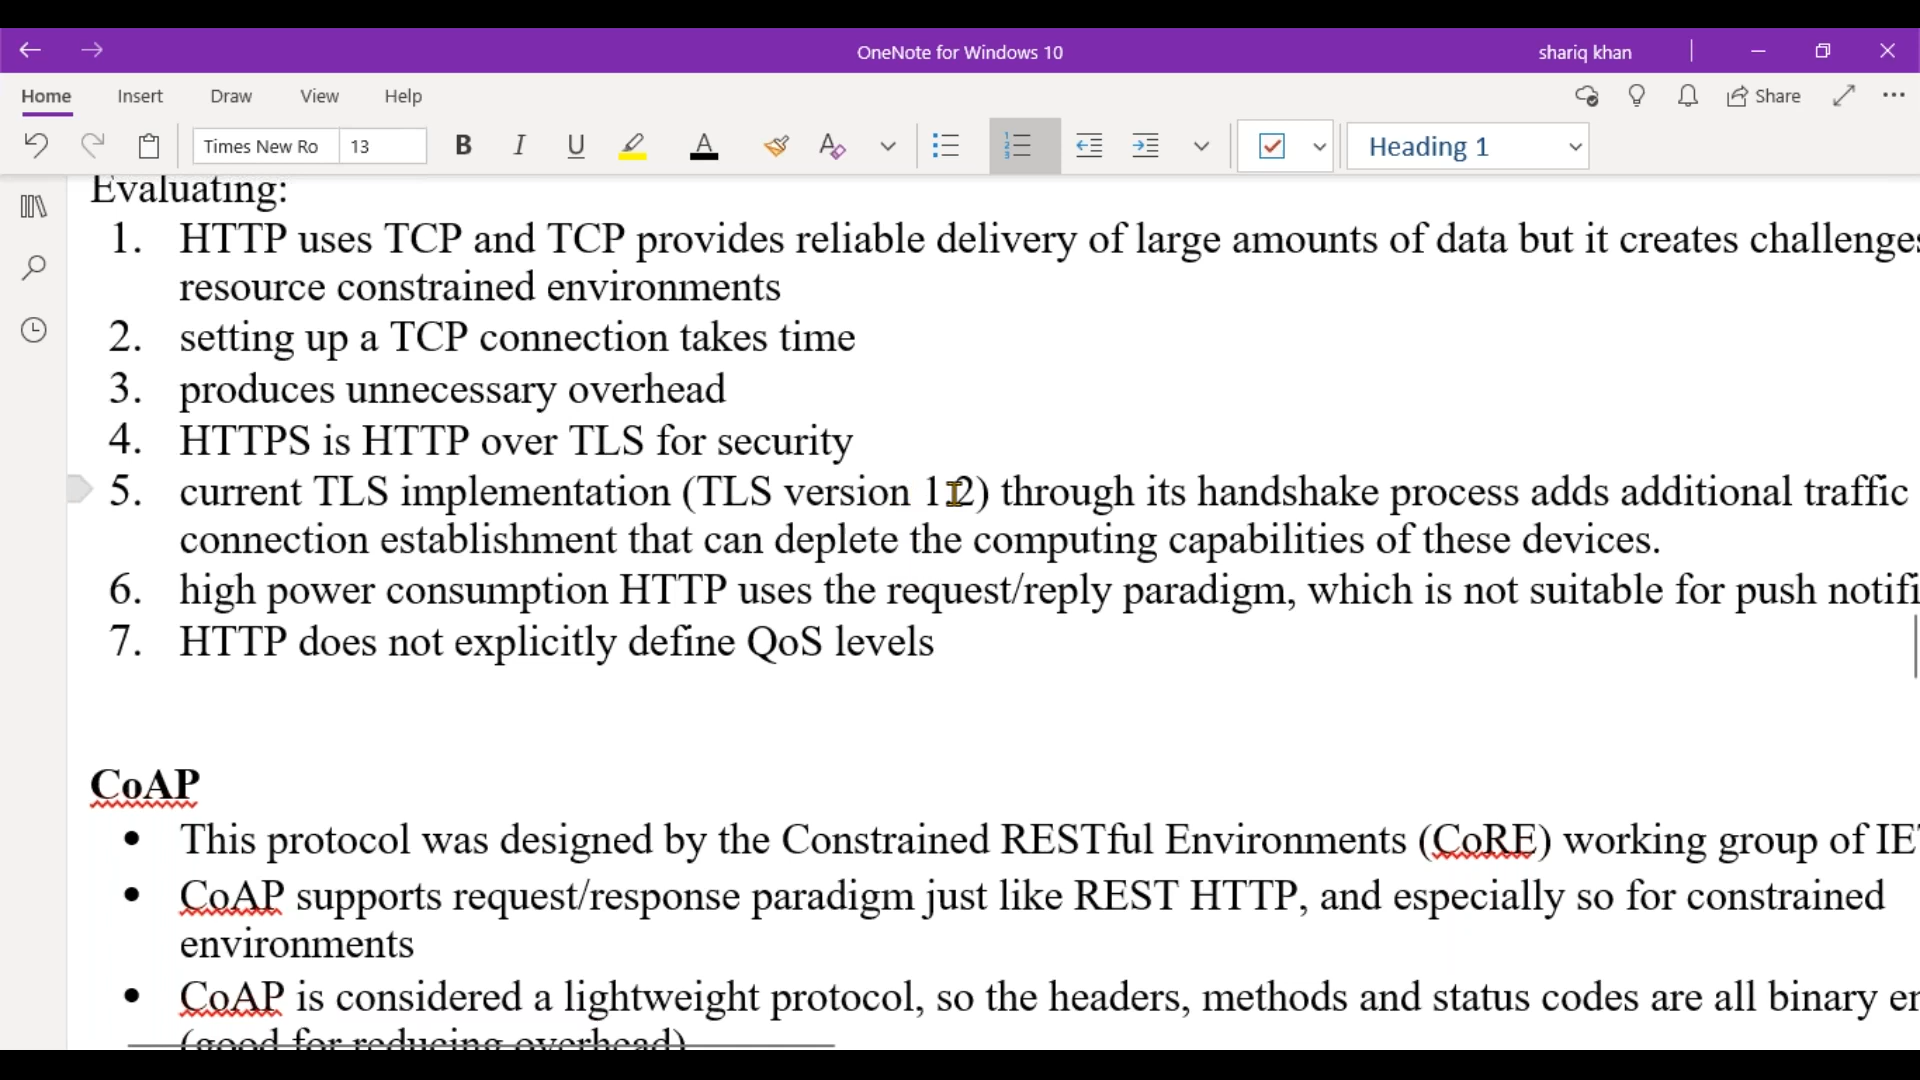 OneNote for Windows 10
shariq khan
Home Insert Draw View Help
Share
Times New Ro 13
B I U A A
Heading 1
Evaluating:
1. HTTP uses TCP and TCP provides reliable delivery of large amounts of data but it creates challenges
resource constrained environments
2. setting up a TCP connection takes time
3. produces unnecessary overhead
4. HTTPS is HTTP over TLS for security
5. current TLS implementation (TLS version 1.2) through its handshake process adds additional traffic
connection establishment that can deplete the computing capabilities of these devices.
6. high power consumption HTTP uses the request/reply paradigm, which is not suitable for push notifi
7. HTTP does not explicitly define QoS levels
CoAP
• This protocol was designed by the Constrained RESTful Environments (CoRE) working group of IE
• CoAP supports request/response paradigm just like REST HTTP, and especially so for constrained
environments
• CoAP is considered a lightweight protocol, so the headers, methods and status codes are all binary
(good for reducing overhead)